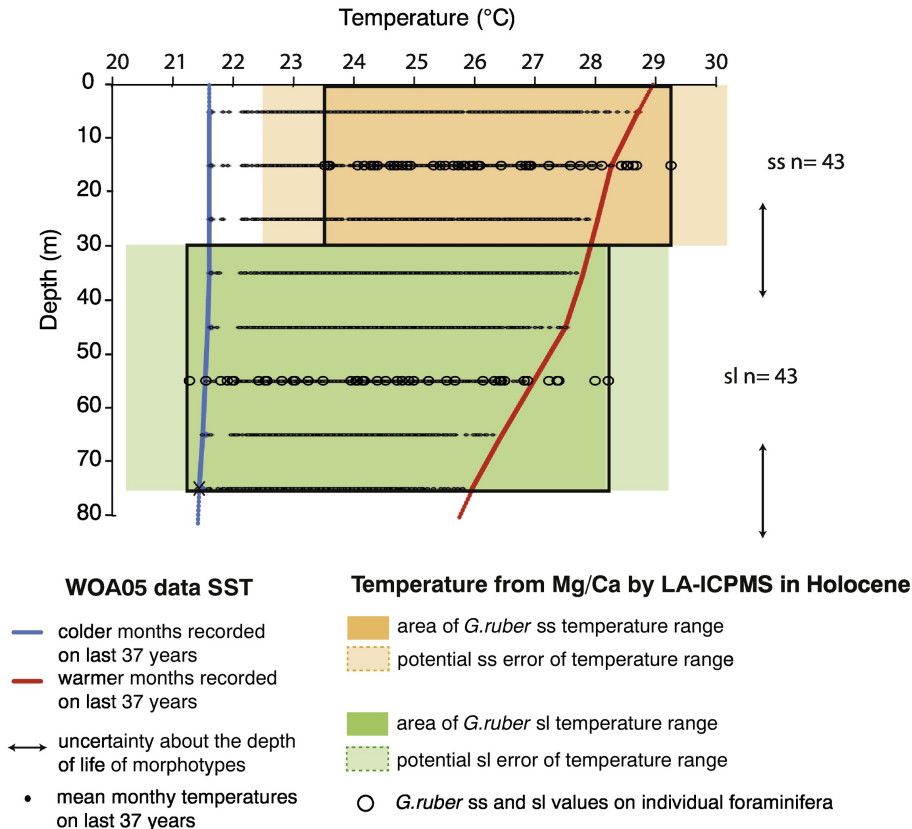 Temperature (°C)
20 21 22 23 24 25 26 27 28 29 30
Depth (m)
0
10
20
30
40
50
60
70
80
ss n= 43
sl n= 43
WOA05 data SST
colder months recorded
on last 37 years
warmer months recorded
on last 37 years
uncertainty about the depth
of life of morphotypes
mean monthy temperatures
on last 37 years
Temperature from Mg/Ca by LA-ICPMS in Holocene
area of G.ruber ss temperature range
potential ss error of temperature range
area of G.ruber sl temperature range
potential sl error of temperature range
G.ruber ss and sl values on individual foraminifera